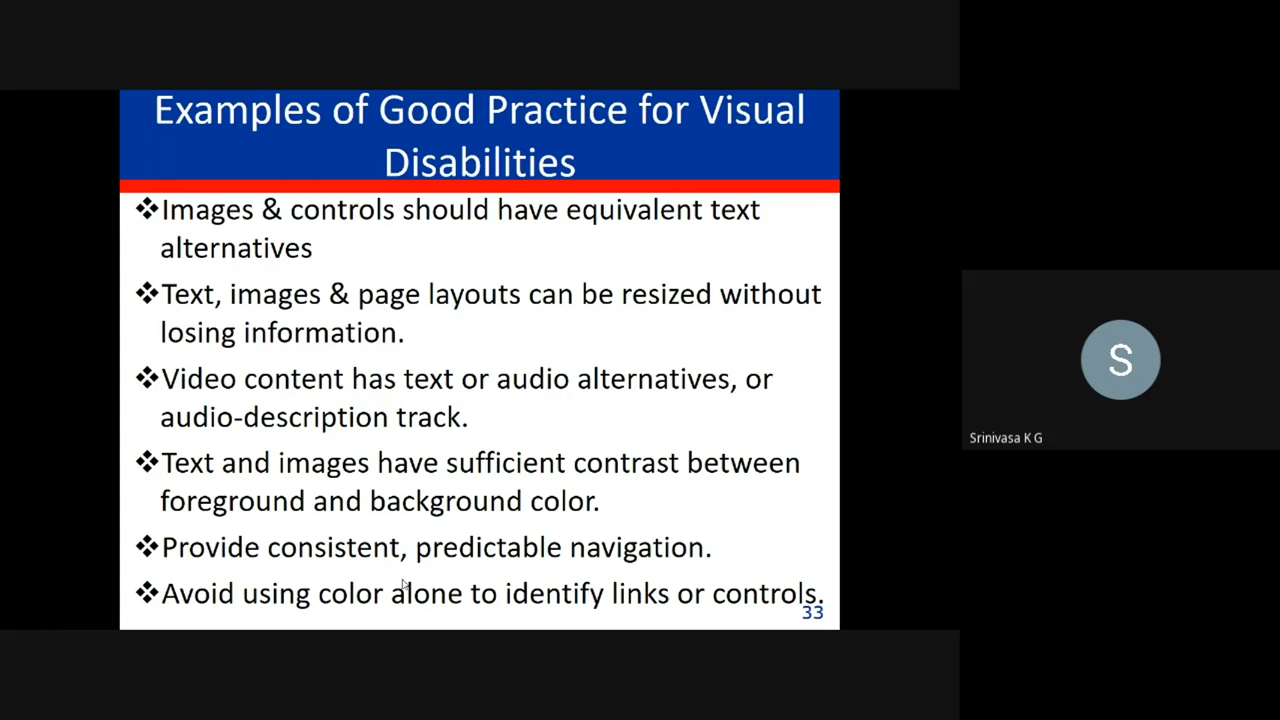 Examples of Good Practice for Visual
Disabilities
❖Images & controls should have equivalent text
alternatives
❖Text, images & page layouts can be resized without
losing information.
❖Video content has text or audio alternatives, or
audio-description track.
❖Text and images have sufficient contrast between
foreground and background color.
❖Provide consistent, predictable navigation.
❖Avoid using color alone to identify links or controls.
33
S
Srinivasa K G